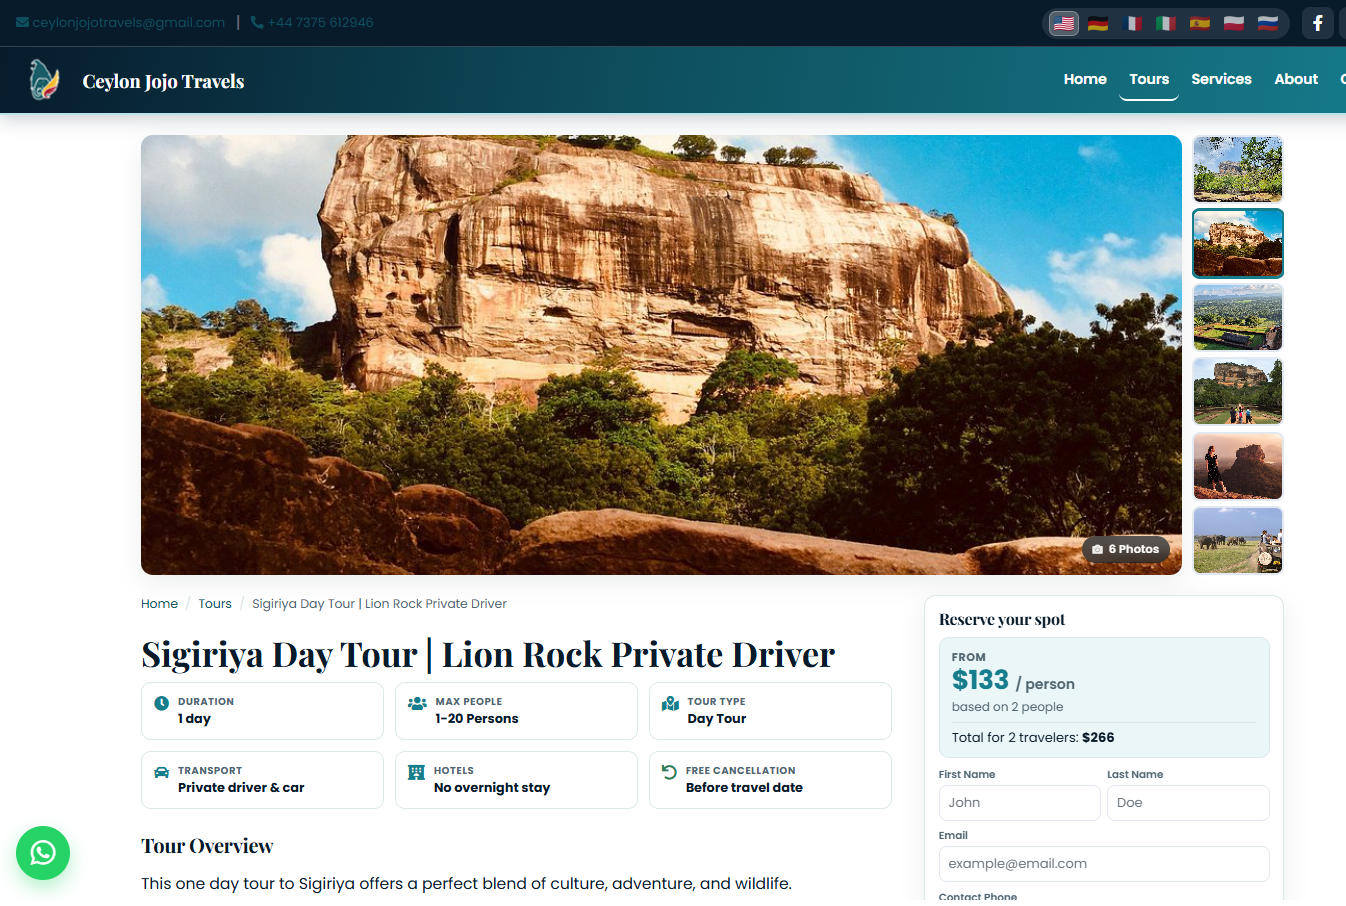 ceylonjojotravels@gmail.com | +44 7375 612946
Ceylon Jojo Travels
Home Tours Services About
6 Photos
Home / Tours / Sigiriya Day Tour | Lion Rock Private Driver
Sigiriya Day Tour | Lion Rock Private Driver
DURATION
1 day
MAX PEOPLE
1-20 Persons
TOUR TYPE
Day Tour
TRANSPORT
Private driver & car
HOTELS
No overnight stay
FREE CANCELLATION
Before travel date
Tour Overview
This one day tour to Sigiriya offers a perfect blend of culture, adventure, and wildlife.
Reserve your spot
FROM
$133 / person
based on 2 people
Total for 2 travelers: $266
First Name Last Name
John Doe
Email
example@email.com
Contact Phone